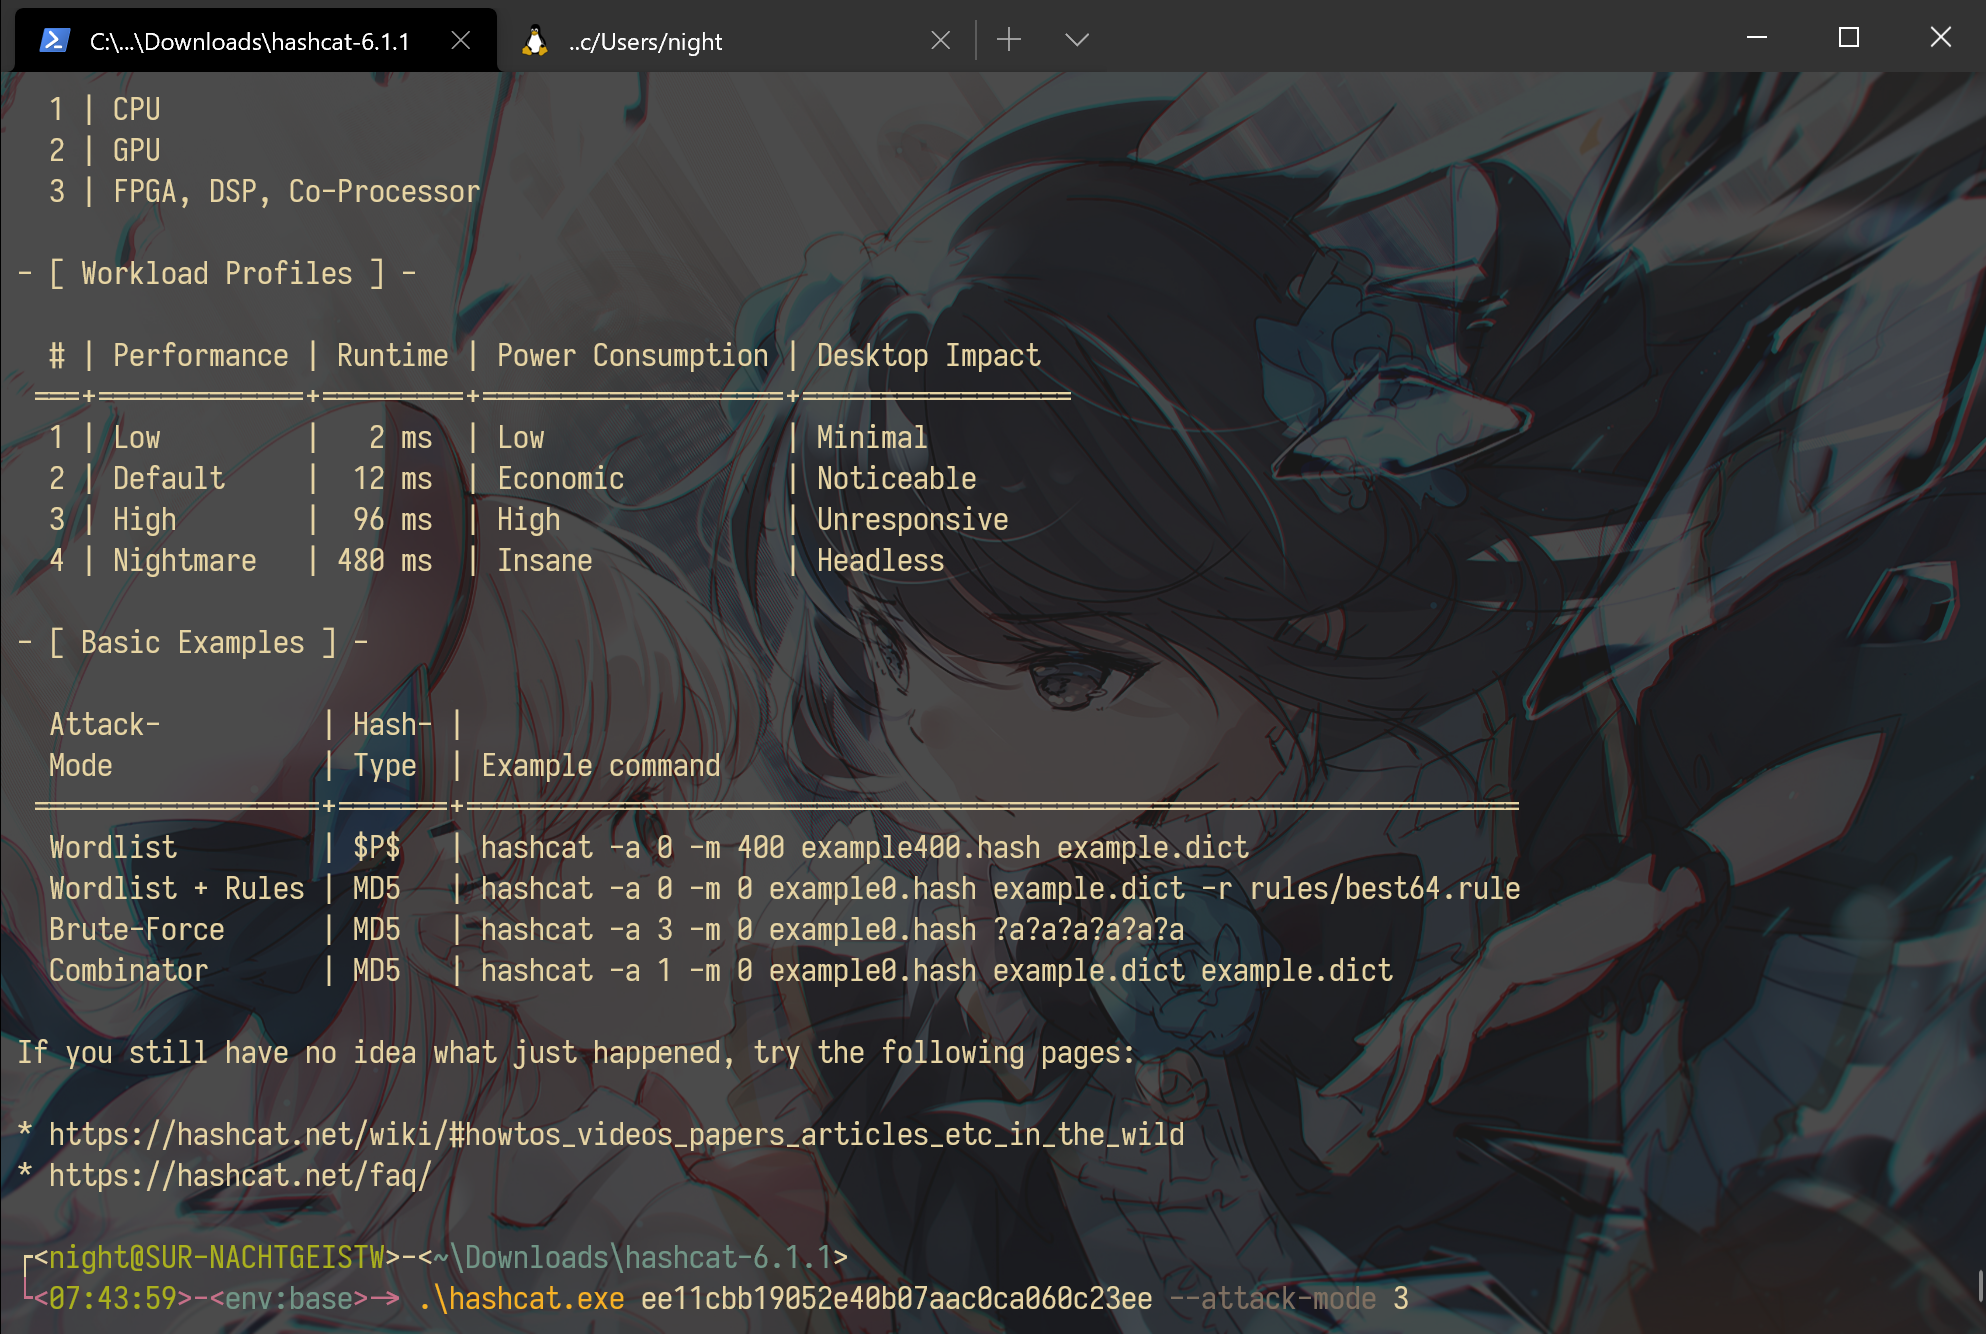 C:\...\Downloads\hashcat-6.1.1
..c/Users/night
1 | CPU
2 | GPU
3 | FPGA, DSP, Co-Processor
- [ Workload Profiles ] -
# | Performance | Runtime | Power Consumption | Desktop Impact
===+=============+=========+===================+=================
1 | Low         |   2 ms  | Low               | Minimal
2 | Default     |  12 ms  | Economic          | Noticeable
3 | High        |  96 ms  | High              | Unresponsive
4 | Nightmare   | 480 ms  | Insane            | Headless
- [ Basic Examples ] -
Attack-          | Hash- |
Mode             | Type  | Example command
==================+=======+==================================================================
Wordlist         | $P$   | hashcat -a 0 -m 400 example400.hash example.dict
Wordlist + Rules | MD5   | hashcat -a 0 -m 0 example0.hash example.dict -r rules/best64.rule
Brute-Force      | MD5   | hashcat -a 3 -m 0 example0.hash ?a?a?a?a?a?a
Combinator       | MD5   | hashcat -a 1 -m 0 example0.hash example.dict example.dict
If you still have no idea what just happened, try the following pages:
* https://hashcat.net/wiki/#howtos_videos_papers_articles_etc_in_the_wild
* https://hashcat.net/faq/
┌<night@SUR-NACHTGEISTW>-<~\Downloads\hashcat-6.1.1>
└<07:43:59>-<env:base>-> .\hashcat.exe ee11cbb19052e40b07aac0ca060c23ee --attack-mode 3